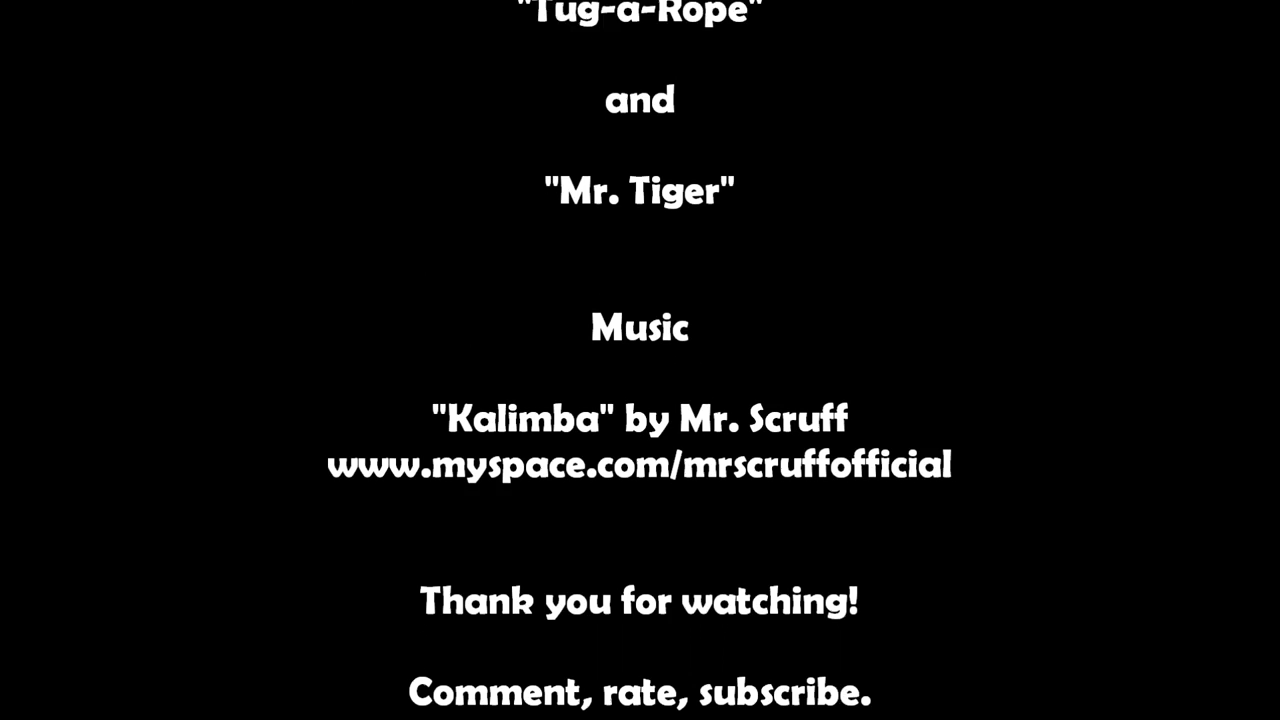 "Tug-a-Rope"
and
"Mr. Tiger"
Music
"Kalimba" by Mr. Scruff
www.myspace.com/mrscruffofficial
Thank you for watching!
Comment, rate, subscribe.